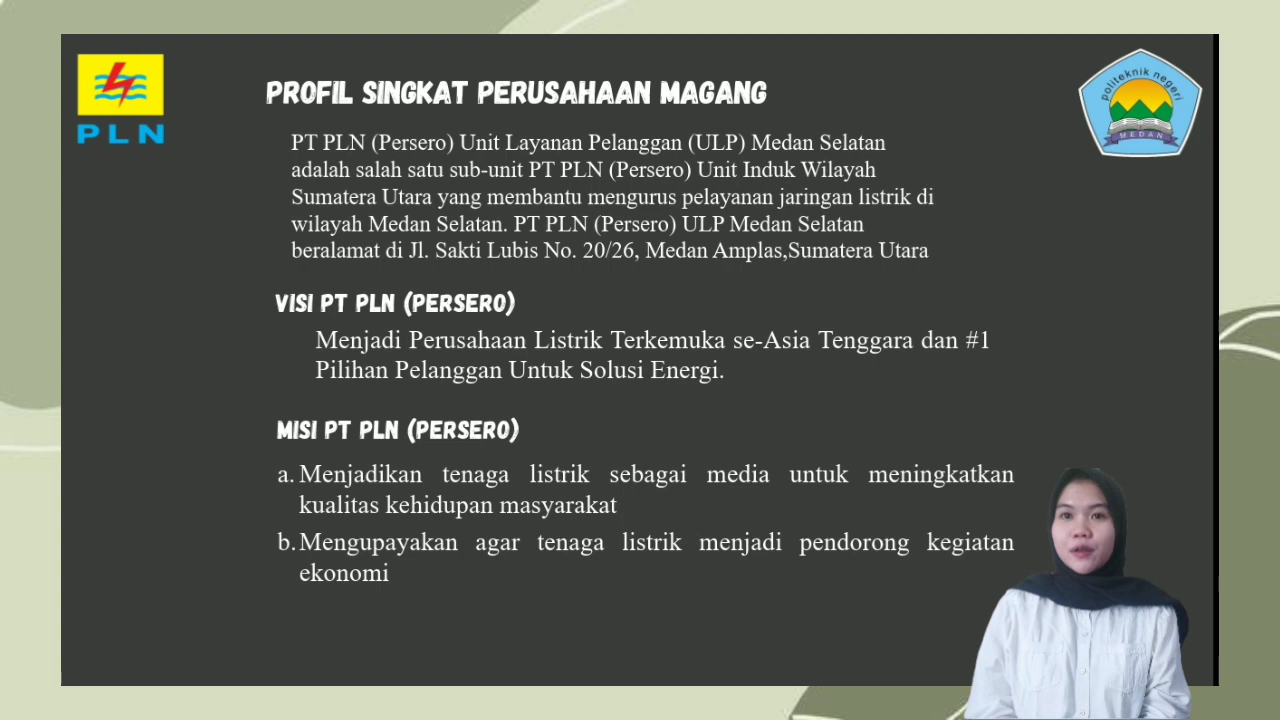 PLN
politeknik negeri
MEDAN
PROFIL SINGKAT PERUSAHAAN MAGANG
PT PLN (Persero) Unit Layanan Pelanggan (ULP) Medan Selatan
adalah salah satu sub-unit PT PLN (Persero) Unit Induk Wilayah
Sumatera Utara yang membantu mengurus pelayanan jaringan listrik di
wilayah Medan Selatan. PT PLN (Persero) ULP Medan Selatan
beralamat di Jl. Sakti Lubis No. 20/26, Medan Amplas,Sumatera Utara
VISI PT PLN (PERSERO)
Menjadi Perusahaan Listrik Terkemuka se-Asia Tenggara dan #1
Pilihan Pelanggan Untuk Solusi Energi.
MISI PT PLN (PERSERO)
a. Menjadikan tenaga listrik sebagai media untuk meningkatkan
kualitas kehidupan masyarakat
b. Mengupayakan agar tenaga listrik menjadi pendorong kegiatan
ekonomi